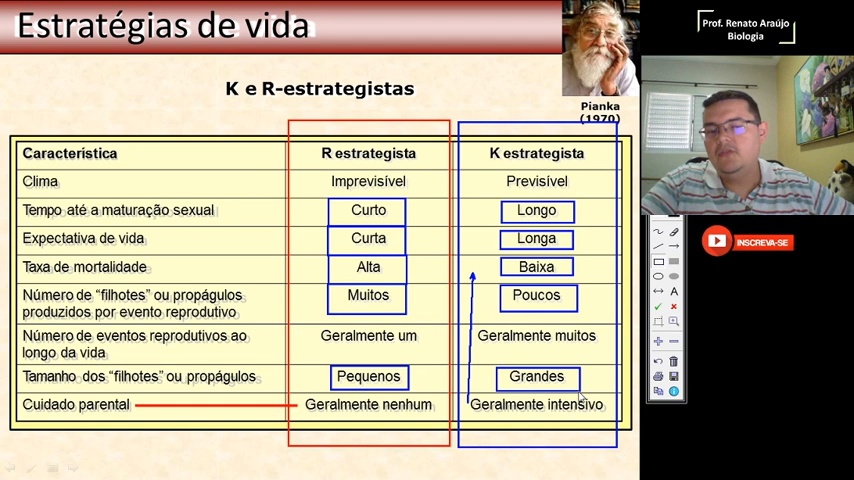 Estratégias de vida
Prof. Renato Araújo
Biologia
K e R-estrategistas
Pianka
(1970)
Característica R estrategista K estrategista
Clima Imprevisível Previsível
Tempo até a maturação sexual Curto Longo
Expectativa de vida Curta Longa
Taxa de mortalidade Alta Baixa
Número de “filhotes” ou propágulos Muitos Poucos
produzidos por evento reprodutivo
Número de eventos reprodutivos ao Geralmente um Geralmente muitos
longo da vida
Tamanho dos “filhotes” ou propágulos Pequenos Grandes
Cuidado parental Geralmente nenhum Geralmente intensivo
INSCREVA-SE
A